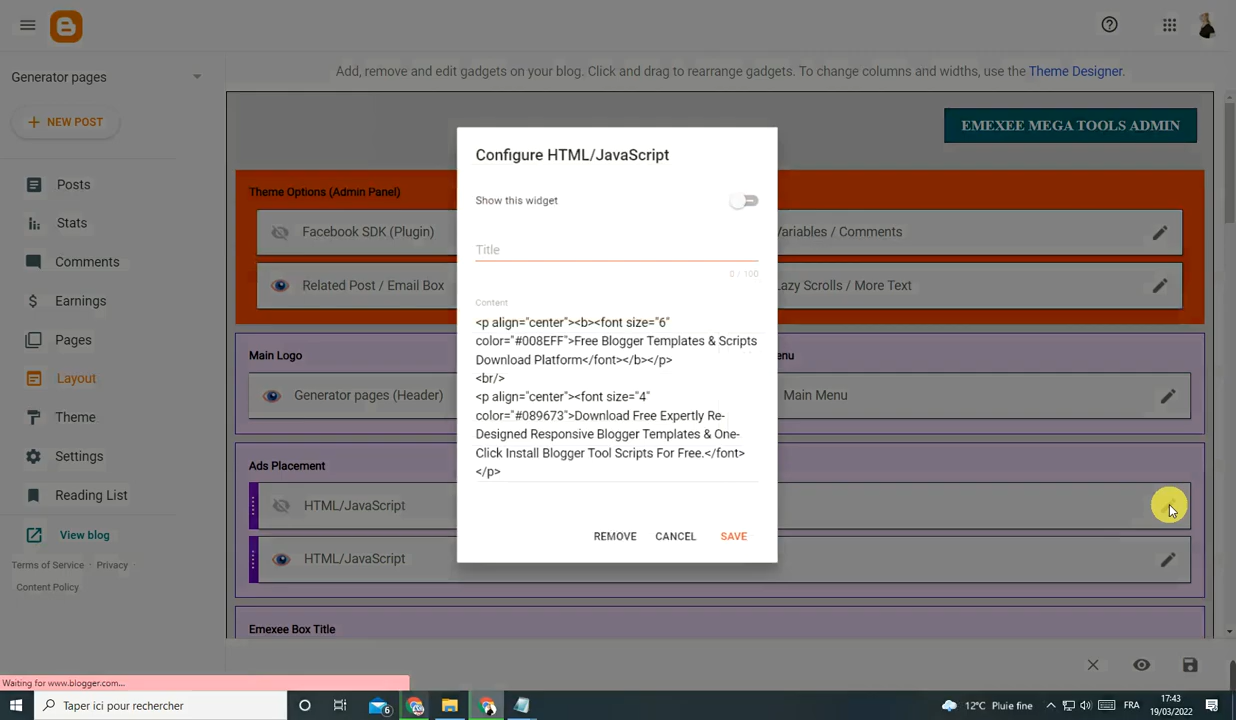 Generator pages
NEW POST
Posts
Stats
Comments
Earnings
Pages
Layout
Theme
Settings
Reading List
View blog
Terms of Service · Privacy ·
Content Policy
Add, remove and edit gadgets on your blog. Click and drag to rearrange gadgets. To change columns and widths, use the Theme Designer.
EMEXEE MEGA TOOLS ADMIN
Theme Options (Admin Panel)
Facebook SDK (Plugin)
Variables / Comments
Related Post / Email Box
Lazy Scrolls / More Text
Main Logo
Generator pages (Header)
Main Menu
Ads Placement
HTML/JavaScript
HTML/JavaScript
Emexee Box Title
Configure HTML/JavaScript
Show this widget
Title
0 / 100
Content
<p align="center"><b><font size="6"
color="#008EFF">Free Blogger Templates & Scripts
Download Platform</font></b></p>
<br/>
<p align="center"><font size="4"
color="#089673">Download Free Expertly Re-
Designed Responsive Blogger Templates & One-
Click Install Blogger Tool Scripts For Free.</font>
</p>
REMOVE
CANCEL
SAVE
Waiting for www.blogger.com...
Taper ici pour rechercher
6
12°C Pluie fine
FRA
17:43
19/03/2022